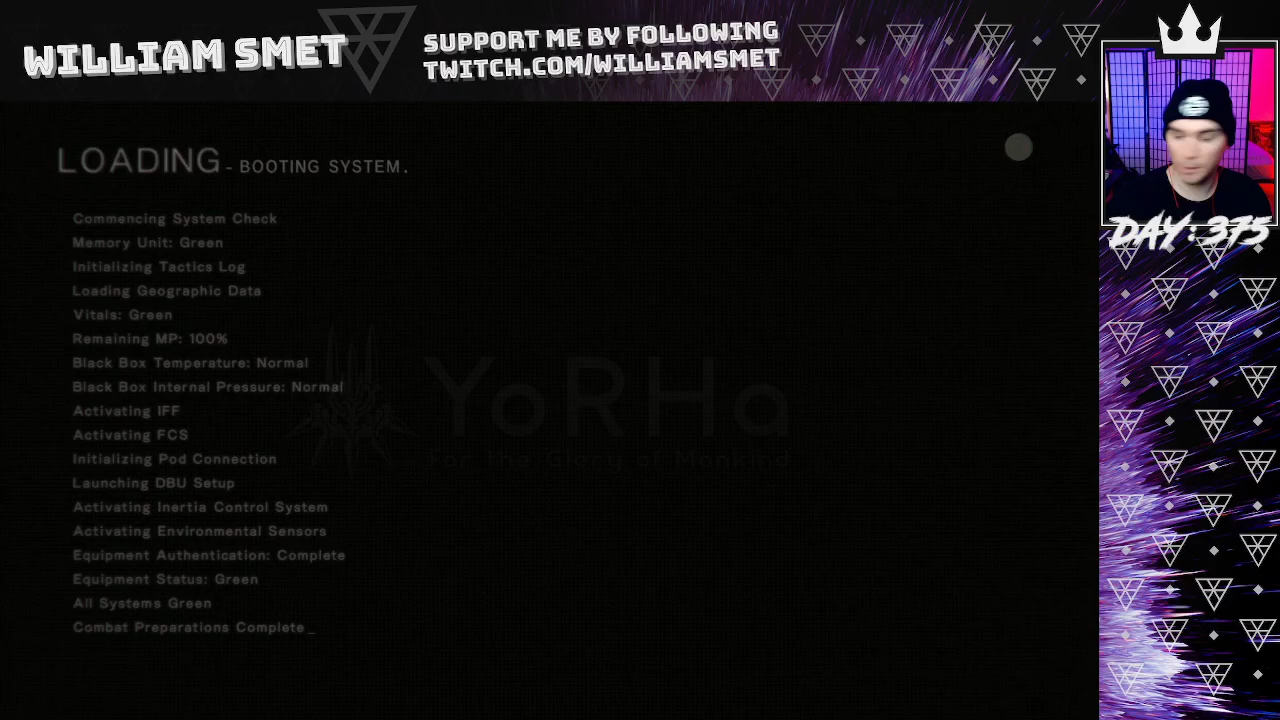 WILLIAM SMET
SUPPORT ME BY FOLLOWING
TWITCH.COM/WILLIAMSMET
DAY: 375
LOADING - BOOTING SYSTEM.
Commencing System Check
Memory Unit: Green
Initializing Tactics Log
Loading Geographic Data
Vitals: Green
Remaining MP: 100%
Black Box Temperature: Normal
Black Box Internal Pressure: Normal
Activating IFF
Activating FCS
Initializing Pod Connection
Launching DBU Setup
Activating Inertia Control System
Activating Environmental Sensors
Equipment Authentication: Complete
Equipment Status: Green
All Systems Green
Combat Preparations Complete_
YoRHa
For the Glory of Mankind